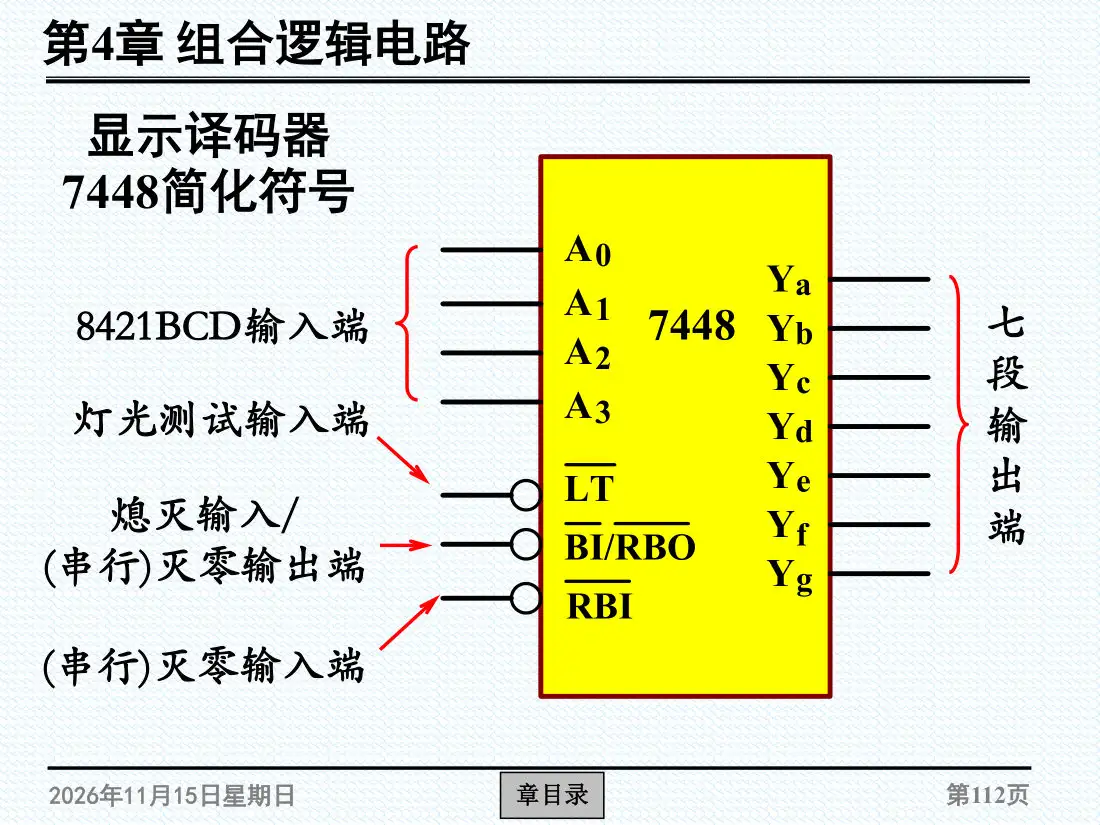 第4章 组合逻辑电路
显示译码器
7448简化符号
8421BCD输入端
灯光测试输入端
熄灭输入/
(串行)灭零输出端
(串行)灭零输入端
A0
A1
A2
A3
L̅T̅
B̅I̅/R̅B̅O̅
R̅B̅I̅
7448
Ya
Yb
Yc
Yd
Ye
Yf
Yg
七
段
输
出
端
2026年11月15日星期日
章目录
第112页